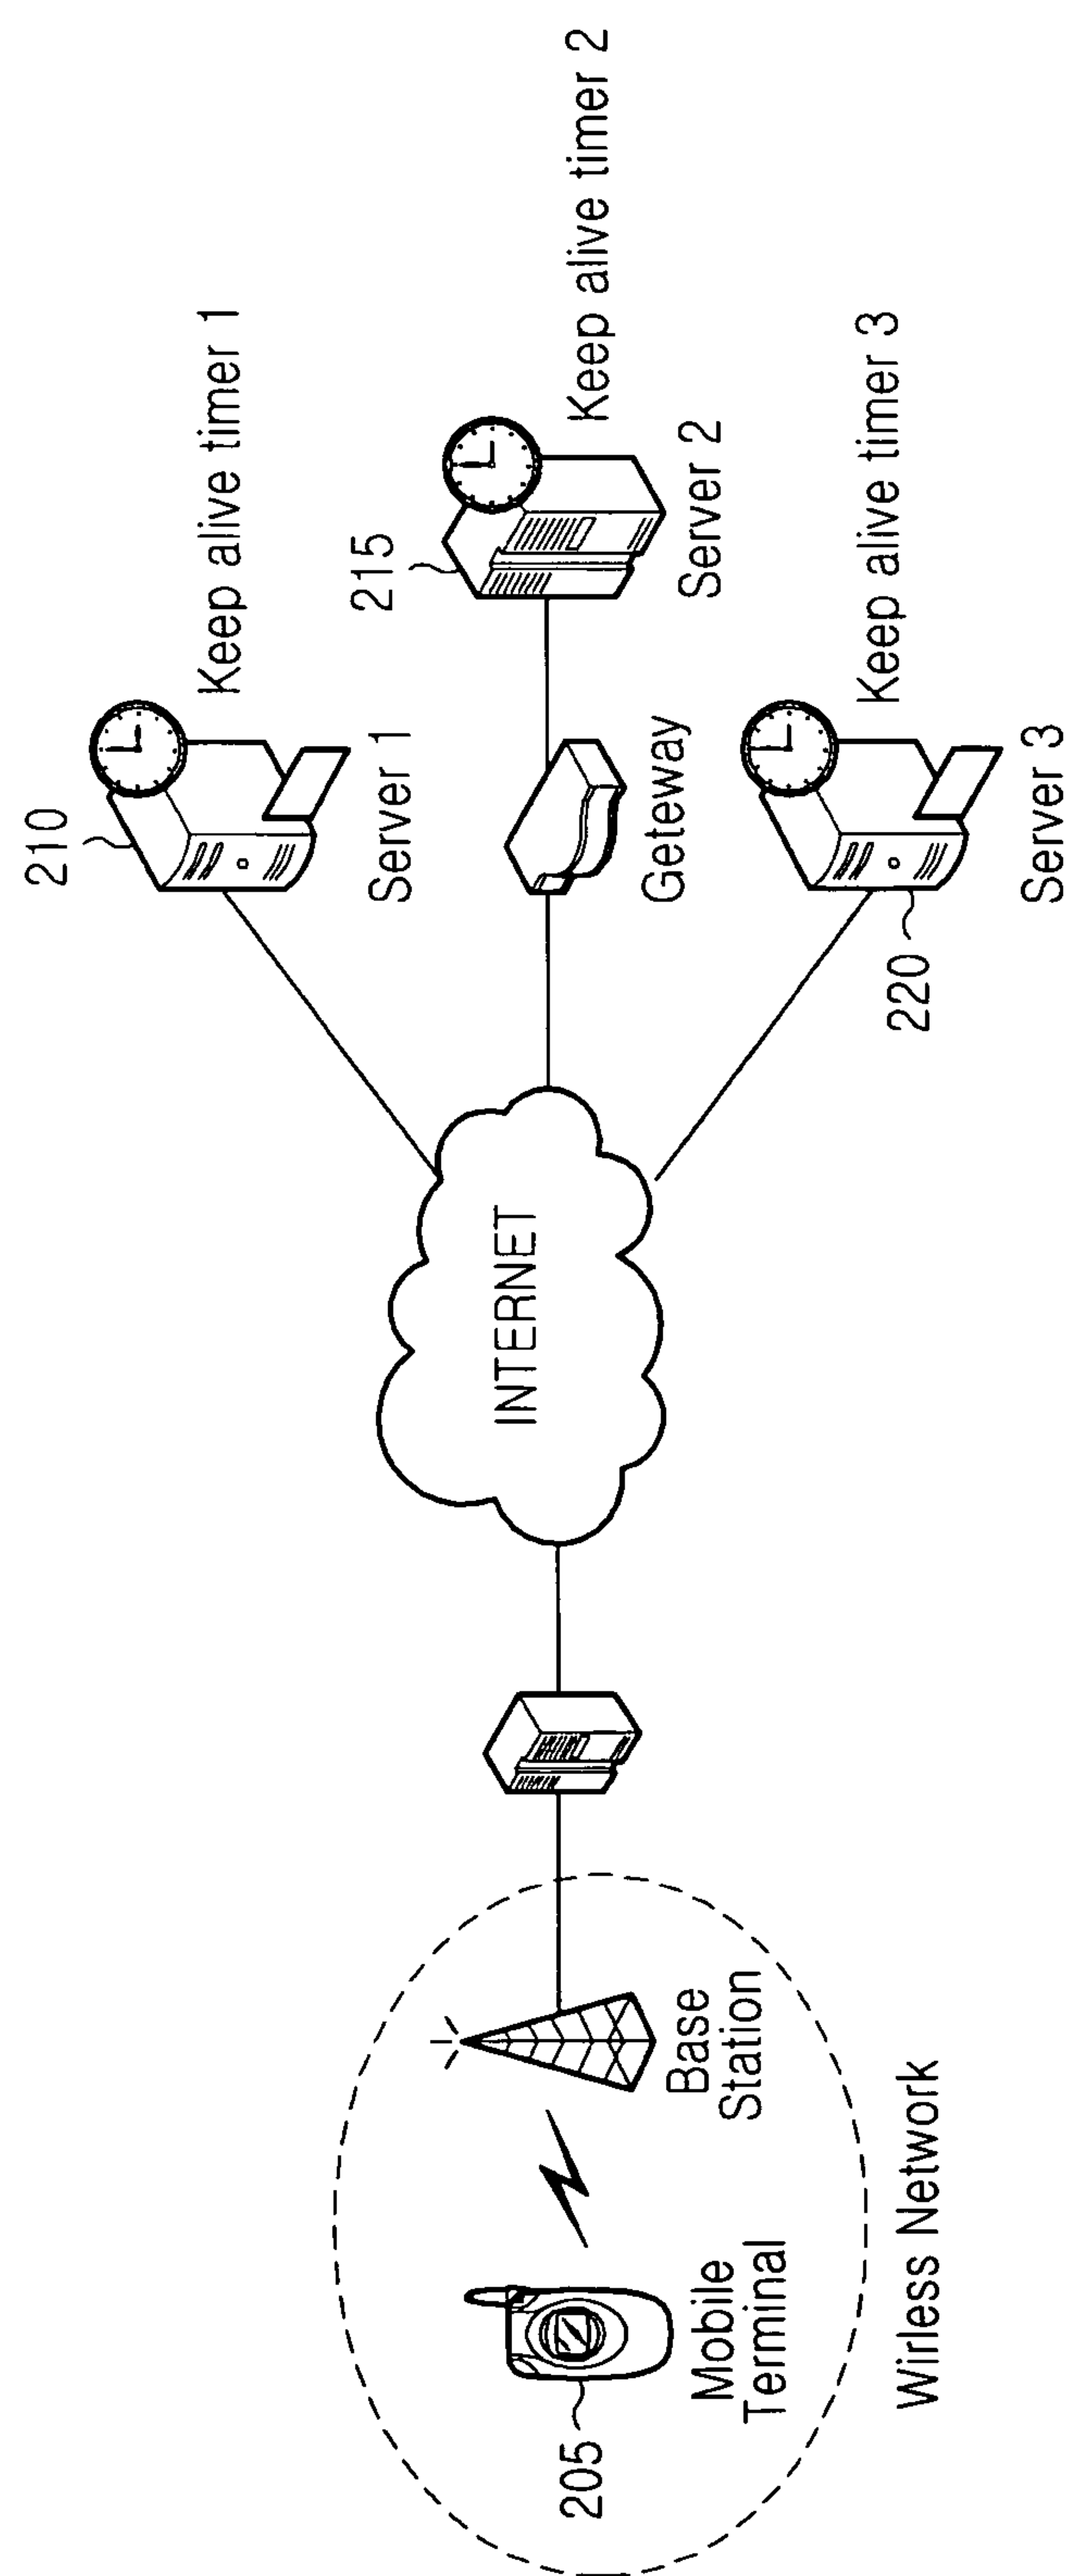 205
Mobile
Terminal
Base
Station
Wirless Network
INTERNET
210
Server 1
Keep alive timer 1
215
Geteway
Server 2
Keep alive timer 2
220
Server 3
Keep alive timer 3